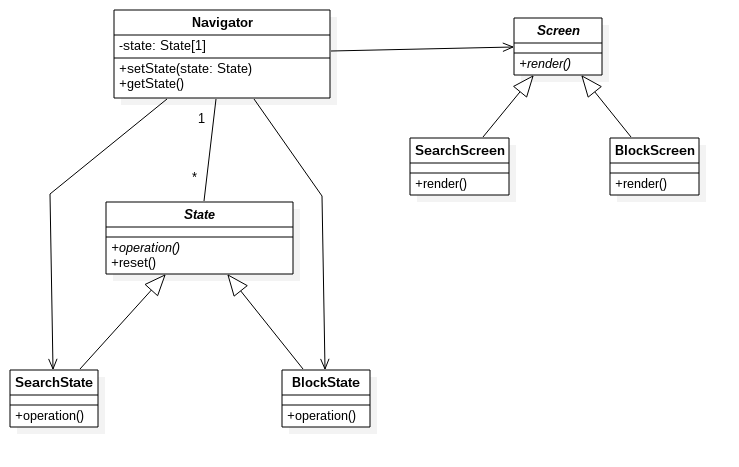 Navigator
-state: State[1]
+setState(state: State)
+getState()
Screen
+render()
SearchScreen
+render()
BlockScreen
+render()
1
*
State
+operation()
+reset()
SearchState
+operation()
BlockState
+operation()